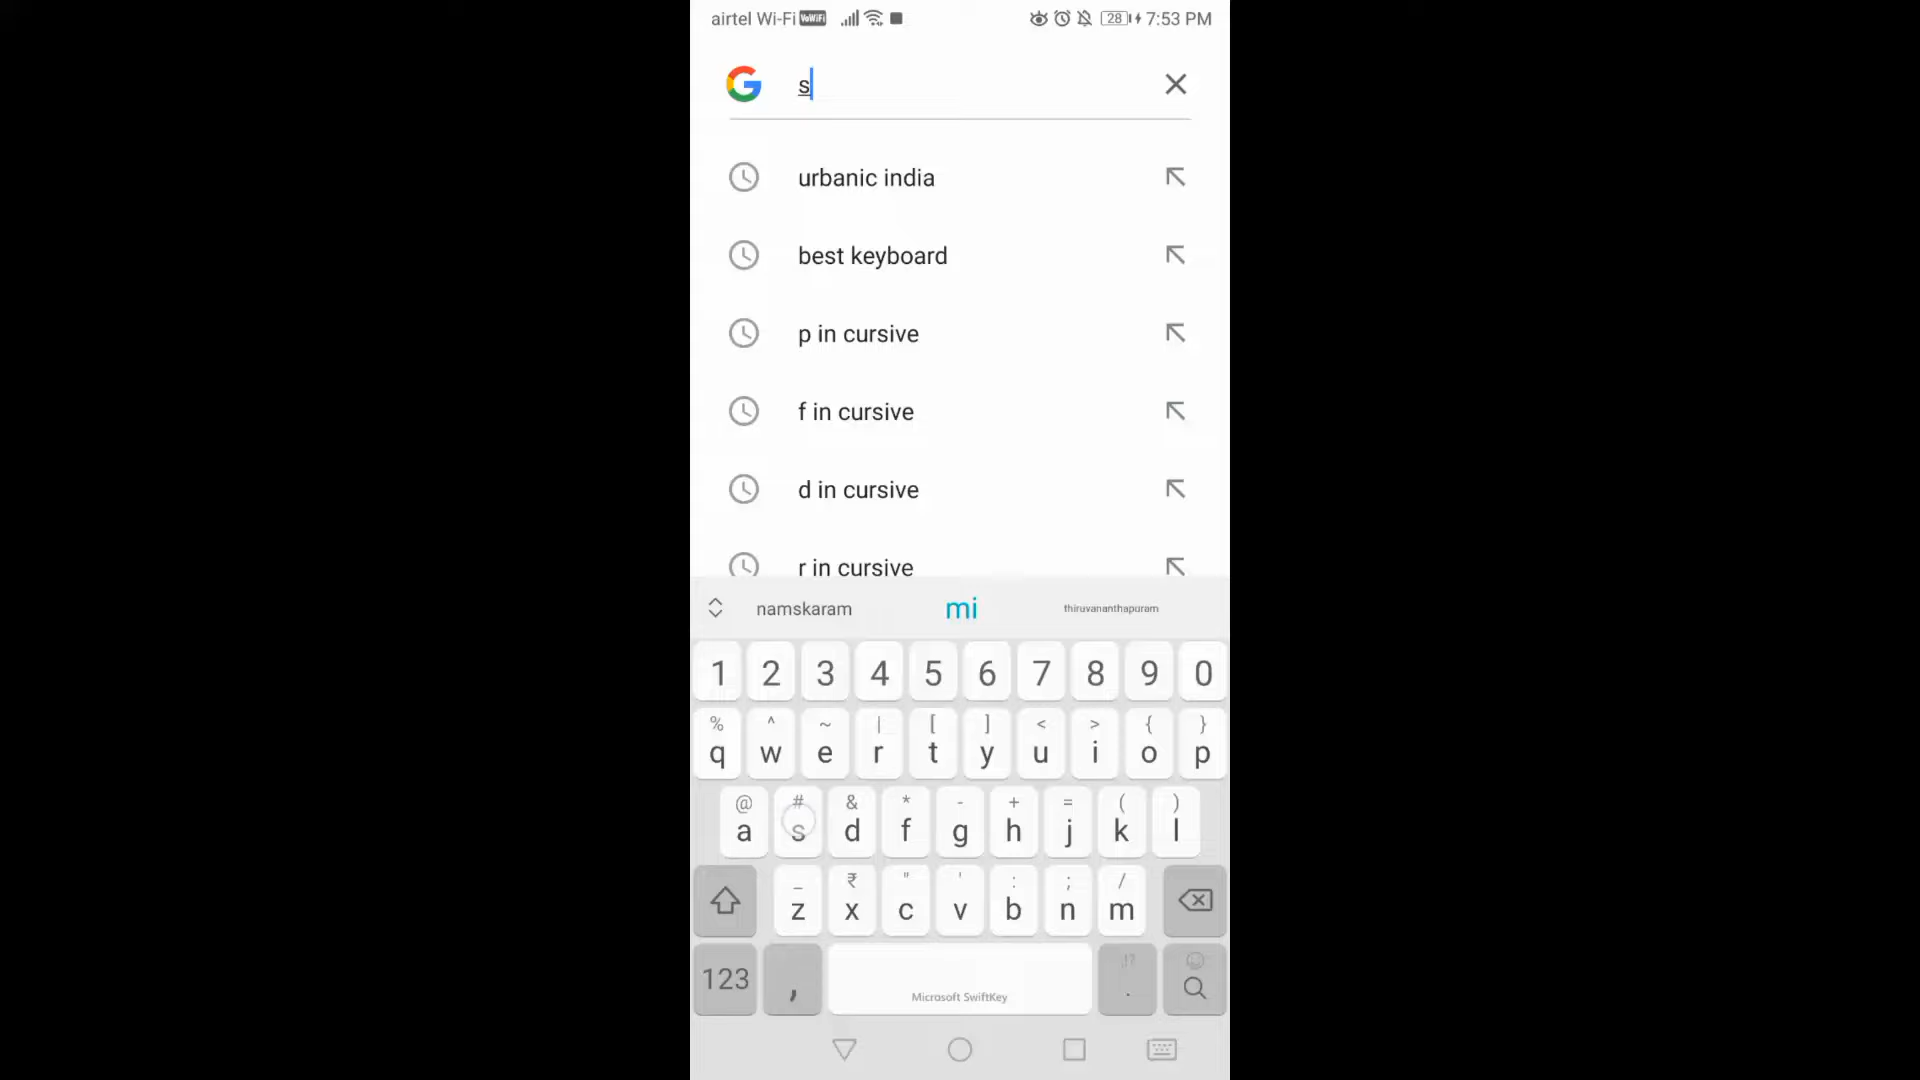 airtel Wi-Fi VoWiFi 28 7:53 PM
s
urbanic india
best keyboard
p in cursive
f in cursive
d in cursive
r in cursive
namskaram mi thiruvananthapuram
1 2 3 4 5 6 7 8 9 0
% ^ ~ | [ ] < > { }
q w e r t y u i o p
@ # & * - + = ( )
a s d f g h j k l
_ ₹ " ' : ; /
z x c v b n m
123 , Microsoft SwiftKey ,!? .